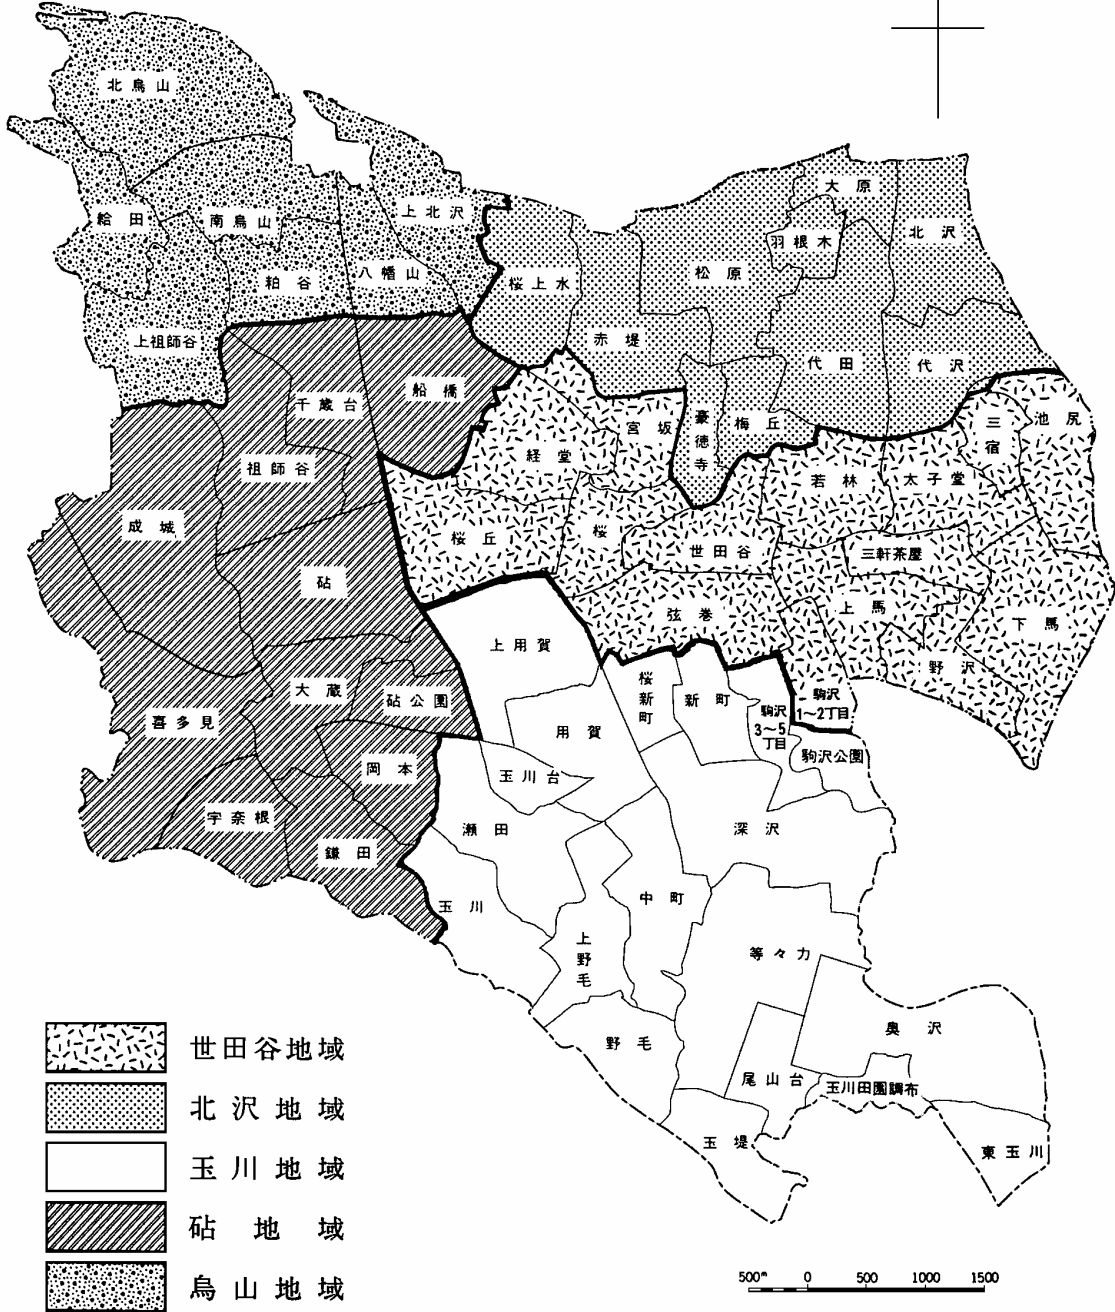 北烏山
給田
南烏山
上北沢
粕谷
八幡山
上祖師谷
大原
羽根木
北沢
松原
桜上水
赤堤
代田
代沢
豪徳寺
梅丘
船橋
千歳台
祖師谷
成城
砧
大蔵
砧公園
喜多見
岡本
宇奈根
鎌田
宮坂
経堂
桜丘
桜
世田谷
弦巻
若林
太子堂
三宿
池尻
三軒茶屋
上馬
下馬
野沢
駒沢
1〜2丁目
上用賀
桜新町
新町
駒沢
3〜5
丁目
駒沢公園
用賀
玉川台
瀬田
深沢
玉川
中町
上野毛
等々力
野毛
奥沢
尾山台
玉川田園調布
玉堤
東玉川
世田谷地域
北沢地域
玉川地域
砧地域
烏山地域
500m 0 500 1000 1500